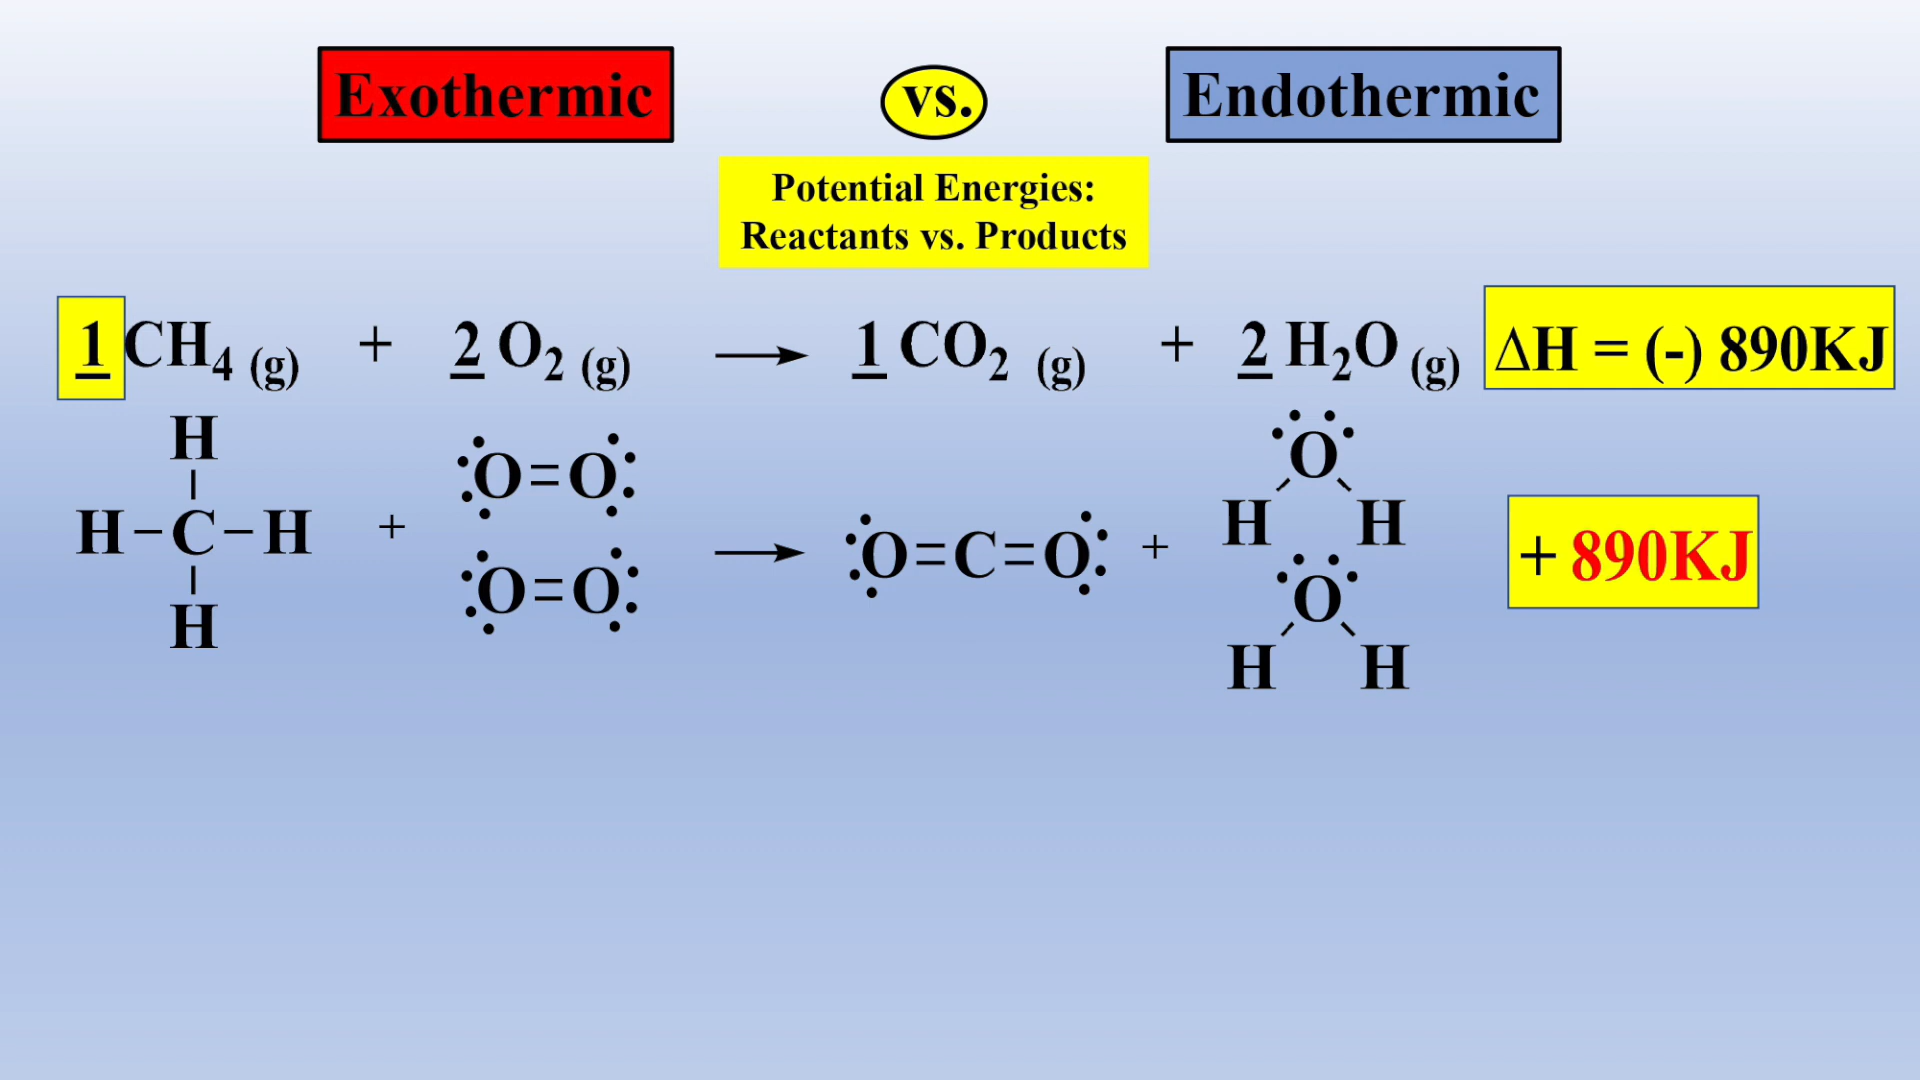 Exothermic vs. Endothermic
Potential Energies:
Reactants vs. Products
1 CH4 (g) + 2 O2 (g) → 1 CO2 (g) + 2 H2O (g) ΔH = (-) 890KJ
H
O=O
O
H–C–H + → O=C=O + H H + 890KJ
O=O
O
H
H H